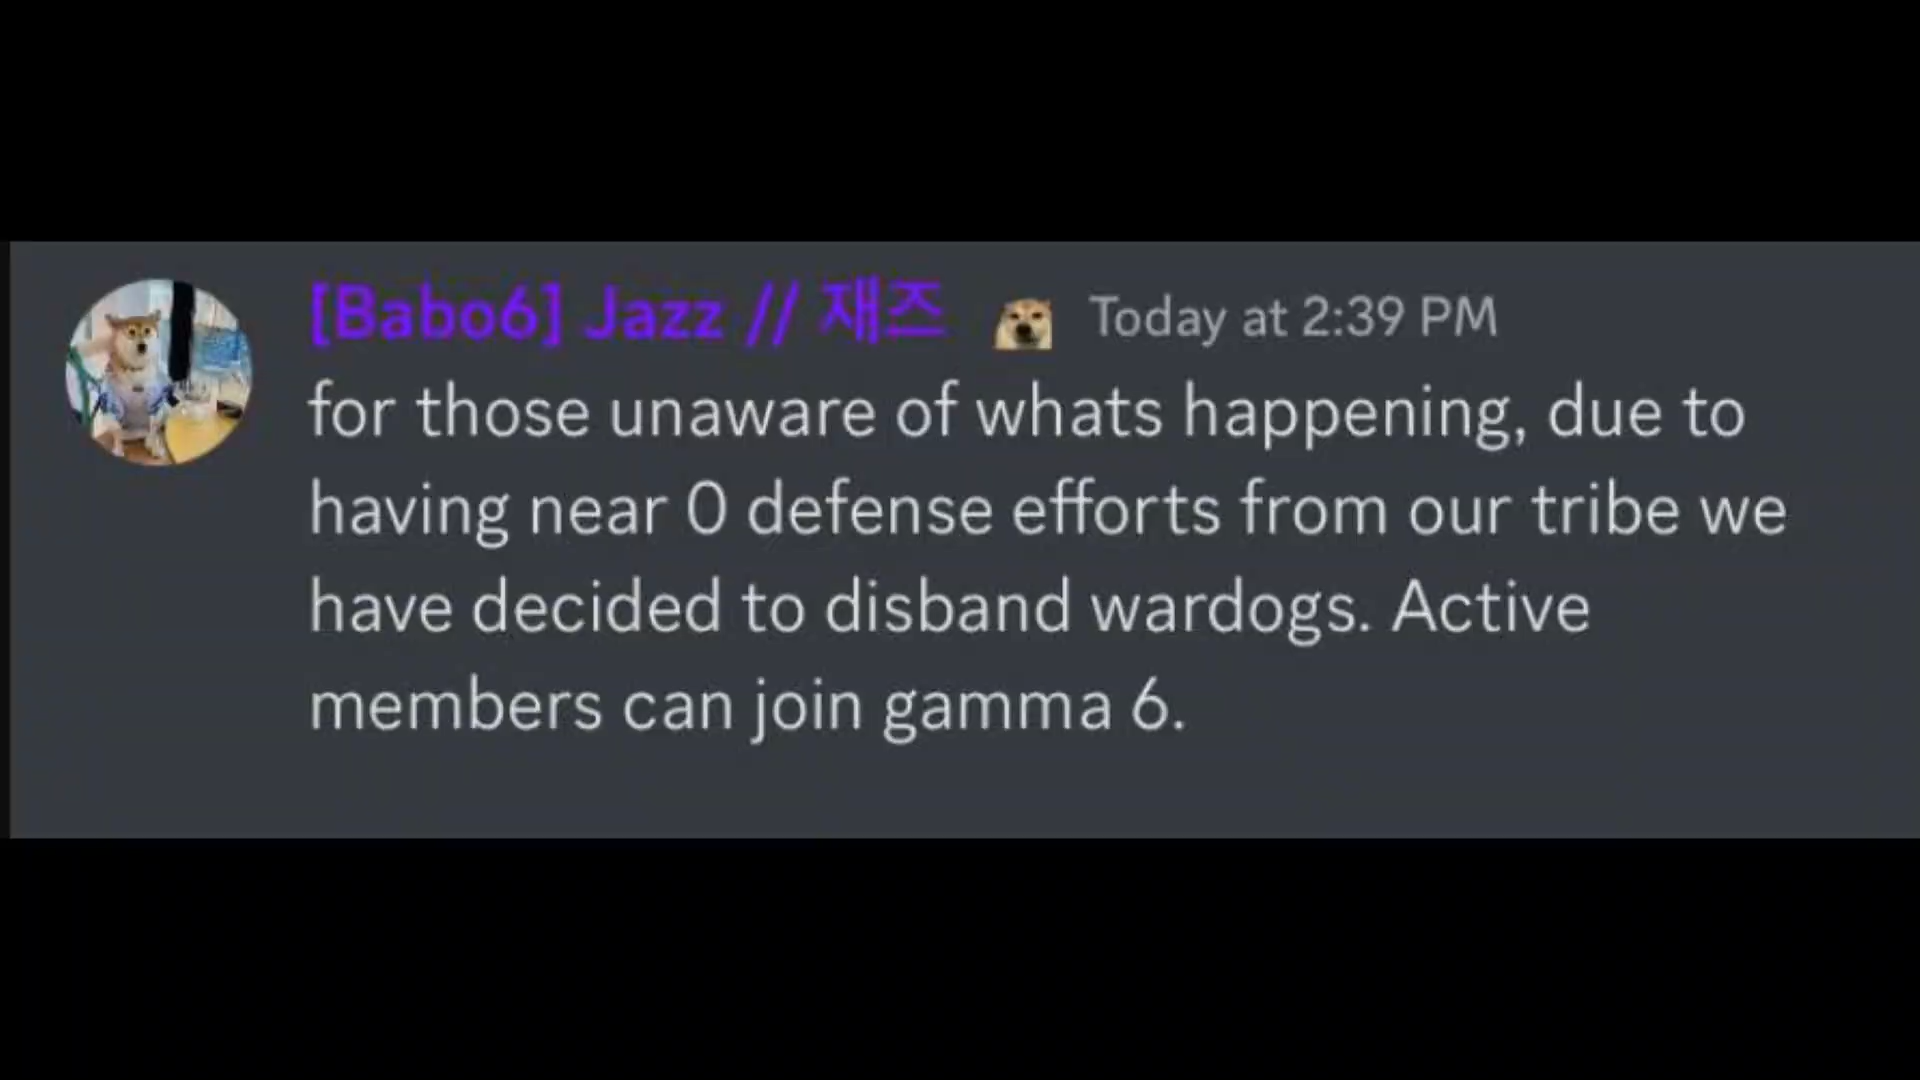 [Babo6] Jazz // 재즈 Today at 2:39 PM
for those unaware of whats happening, due to
having near 0 defense efforts from our tribe we
have decided to disband wardogs. Active
members can join gamma 6.